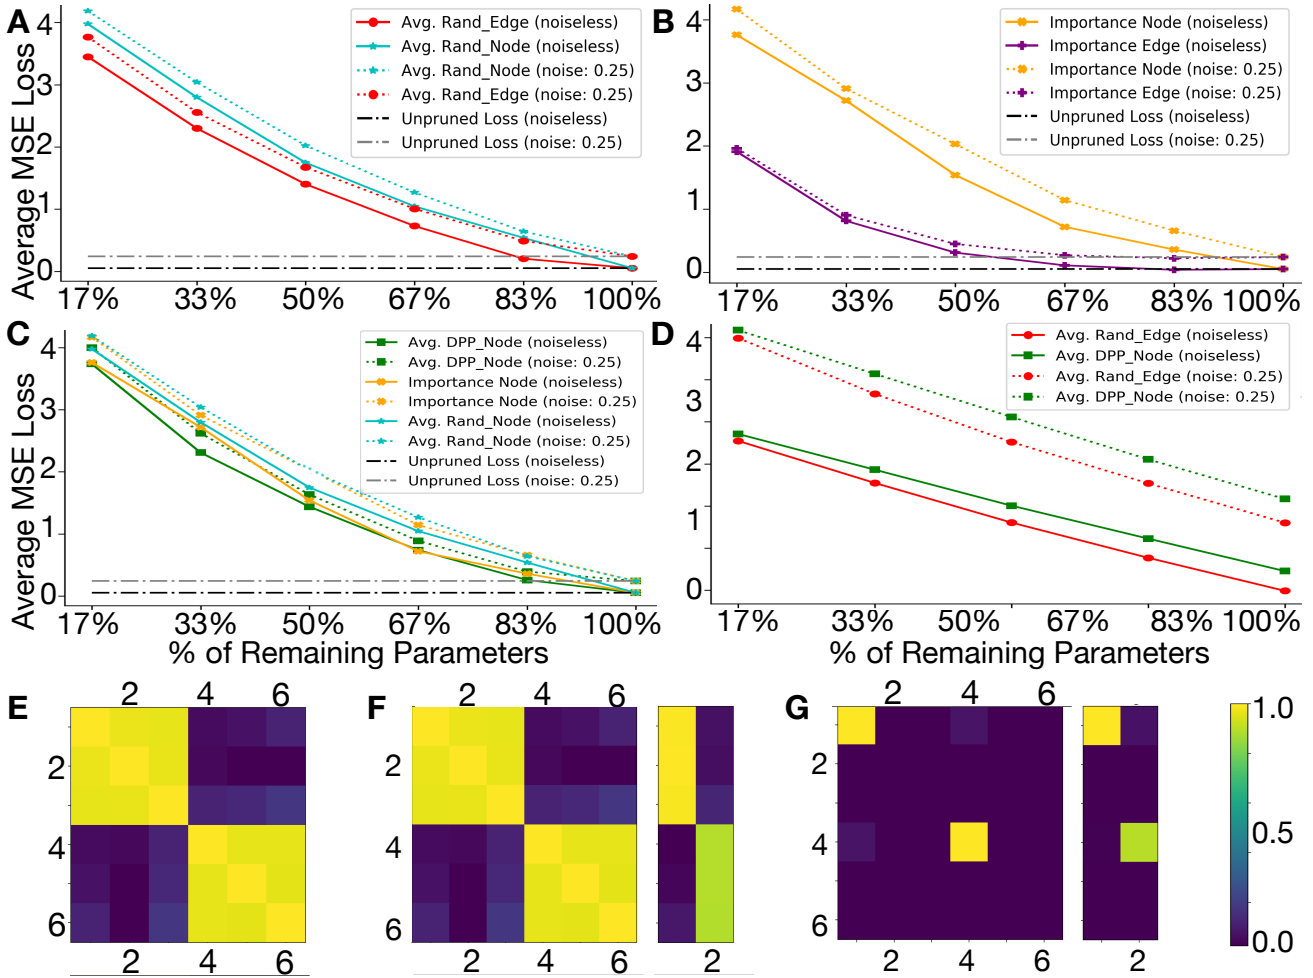 A
Average MSE Loss
4
3
2
1
0
17% 33% 50% 67% 83% 100%
Avg. Rand_Edge (noiseless)
Avg. Rand_Node (noiseless)
Avg. Rand_Node (noise: 0.25)
Avg. Rand_Edge (noise: 0.25)
Unpruned Loss (noiseless)
Unpruned Loss (noise: 0.25)
B
4
3
2
1
0
17% 33% 50% 67% 83% 100%
Importance Node (noiseless)
Importance Edge (noiseless)
Importance Node (noise: 0.25)
Importance Edge (noise: 0.25)
Unpruned Loss (noiseless)
Unpruned Loss (noise: 0.25)
C
Average MSE Loss
4
3
2
1
0
17% 33% 50% 67% 83% 100%
% of Remaining Parameters
Avg. DPP_Node (noiseless)
Avg. DPP_Node (noise: 0.25)
Importance Node (noiseless)
Importance Node (noise: 0.25)
Avg. Rand_Node (noiseless)
Avg. Rand_Node (noise: 0.25)
Unpruned Loss (noiseless)
Unpruned Loss (noise: 0.25)
D
4
3
2
1
0
17% 33% 50% 67% 83% 100%
% of Remaining Parameters
Avg. Rand_Edge (noiseless)
Avg. DPP_Node (noiseless)
Avg. Rand_Edge (noise: 0.25)
Avg. DPP_Node (noise: 0.25)
E
2 4 6
2
4
6
2 4 6
F
2 4 6
2
4
6
2 4 6
2
G
2 4 6
2
4
6
2 4 6
2
1.0
0.5
0.0